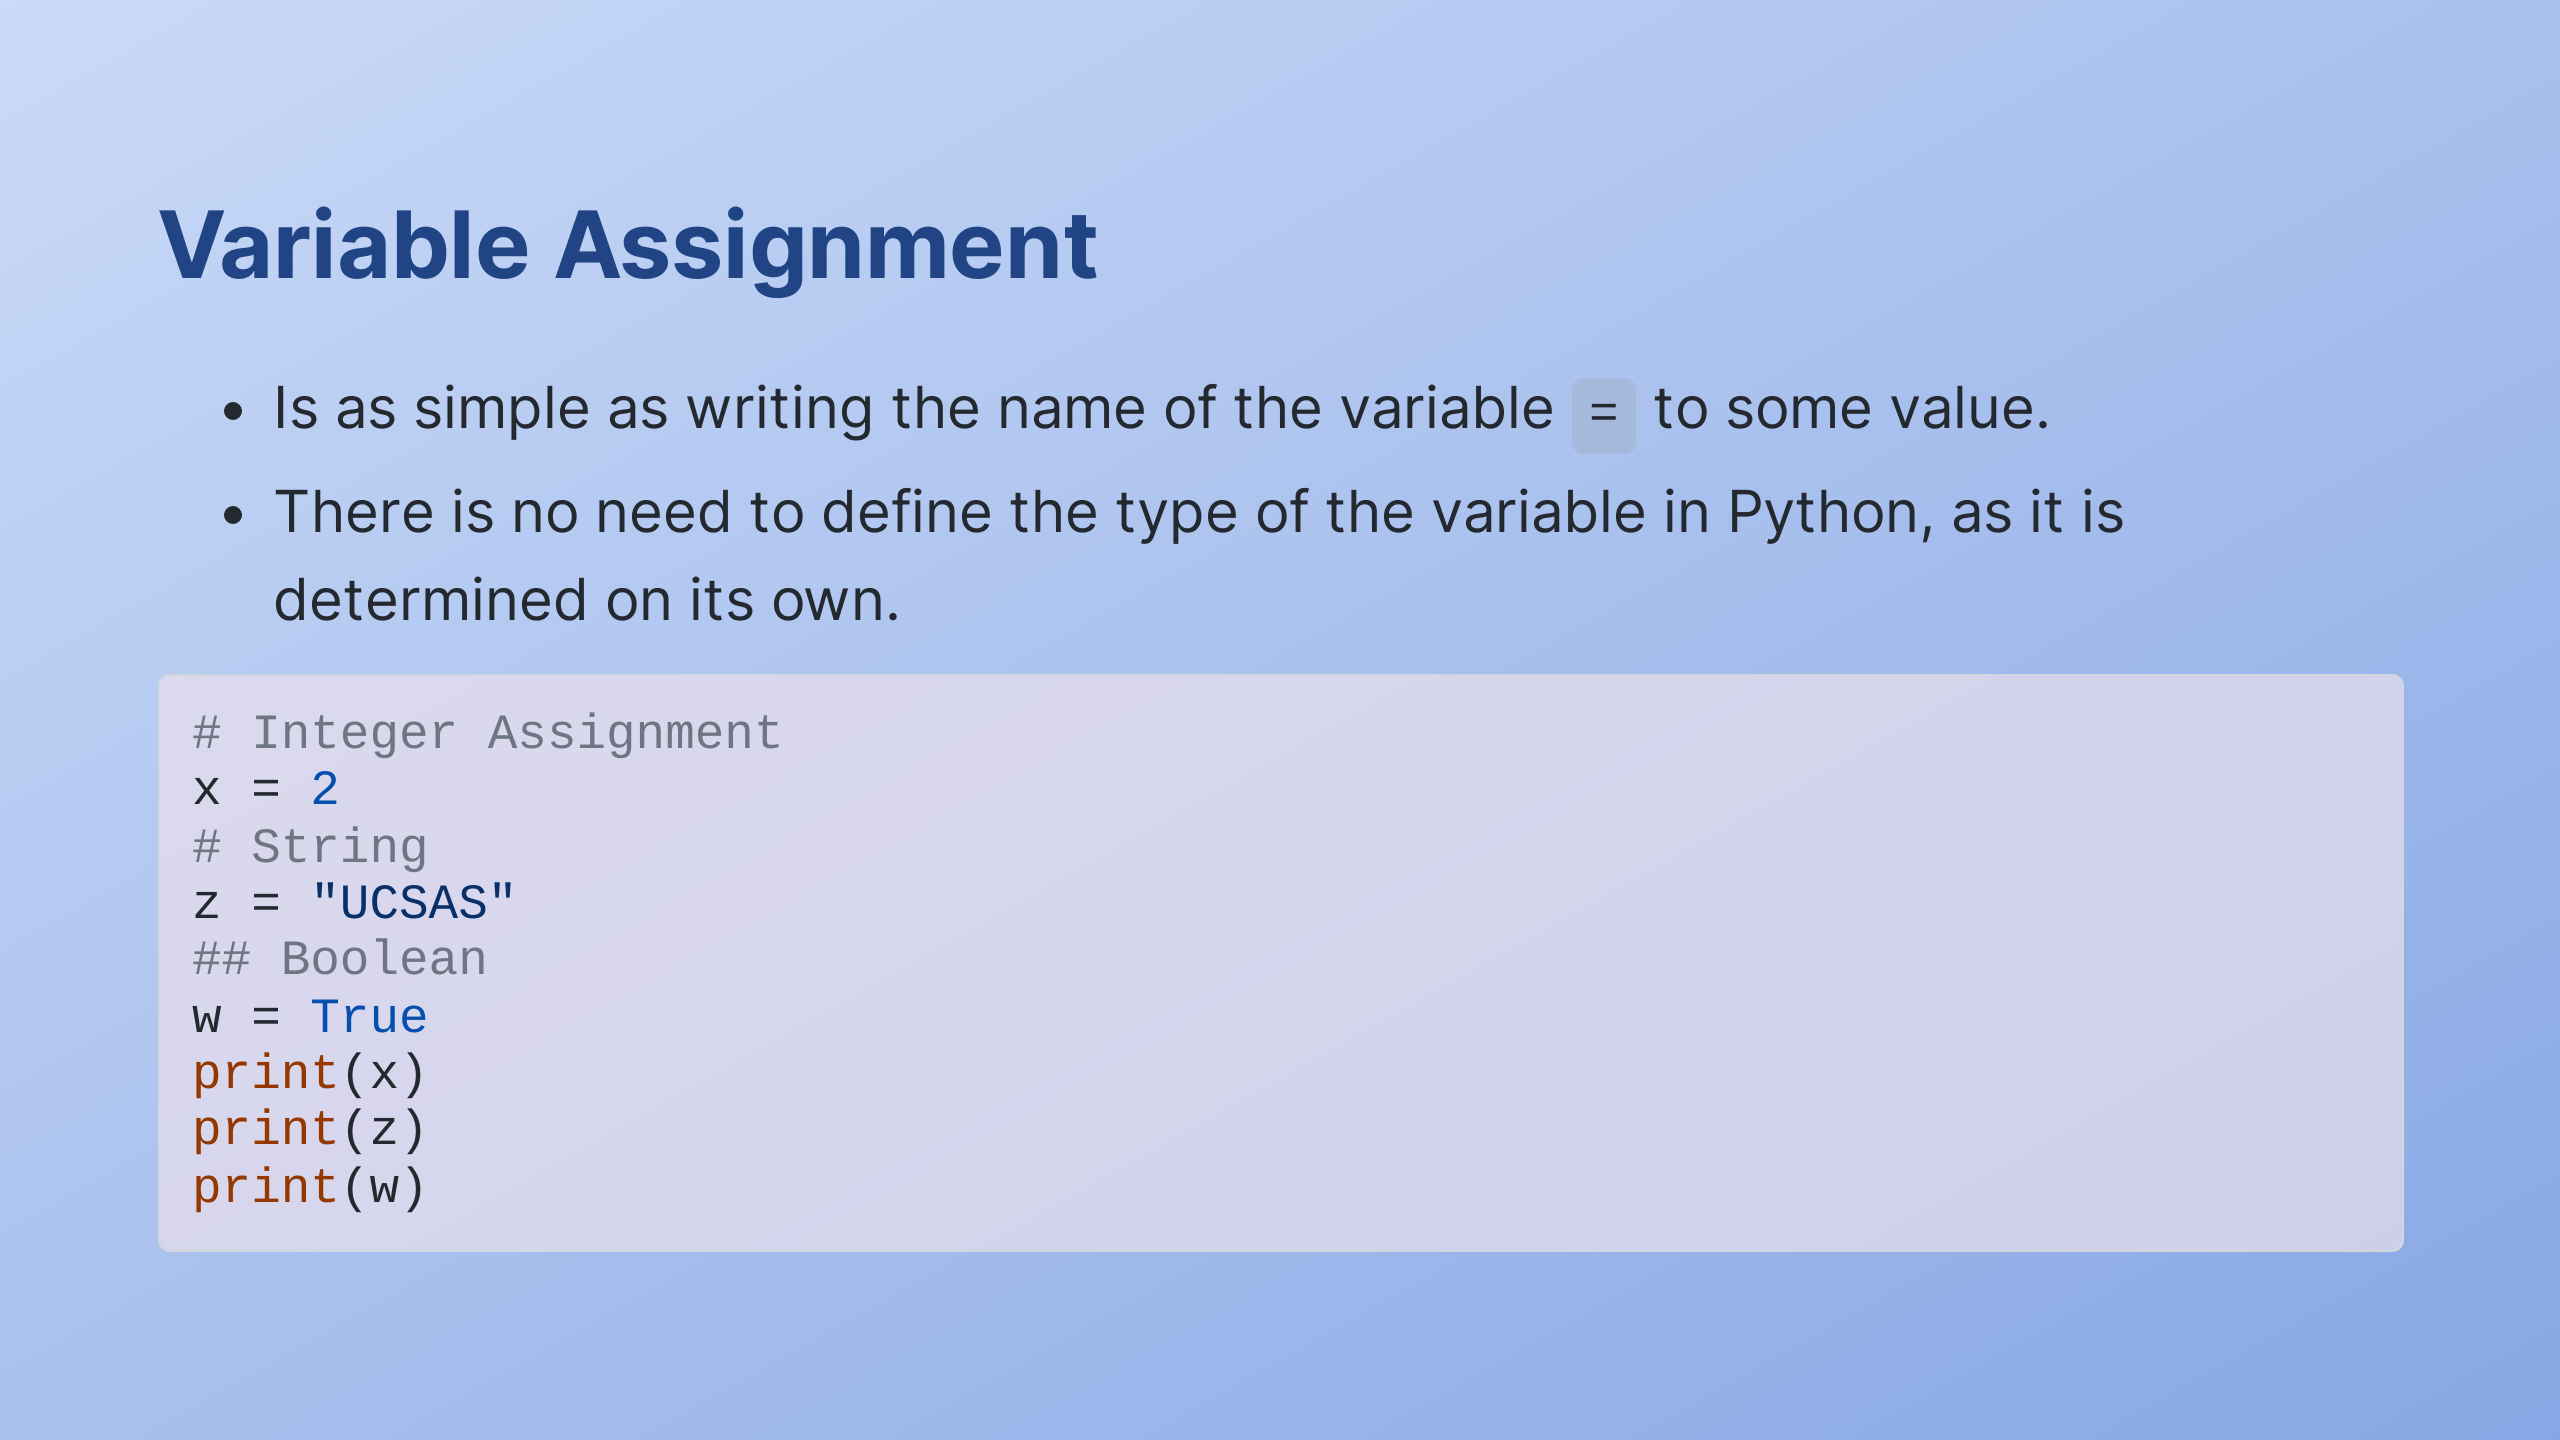 Variable Assignment
• Is as simple as writing the name of the variable = to some value.
• There is no need to define the type of the variable in Python, as it is
determined on its own.
# Integer Assignment
x = 2
# String
z = "UCSAS"
## Boolean
w = True
print(x)
print(z)
print(w)